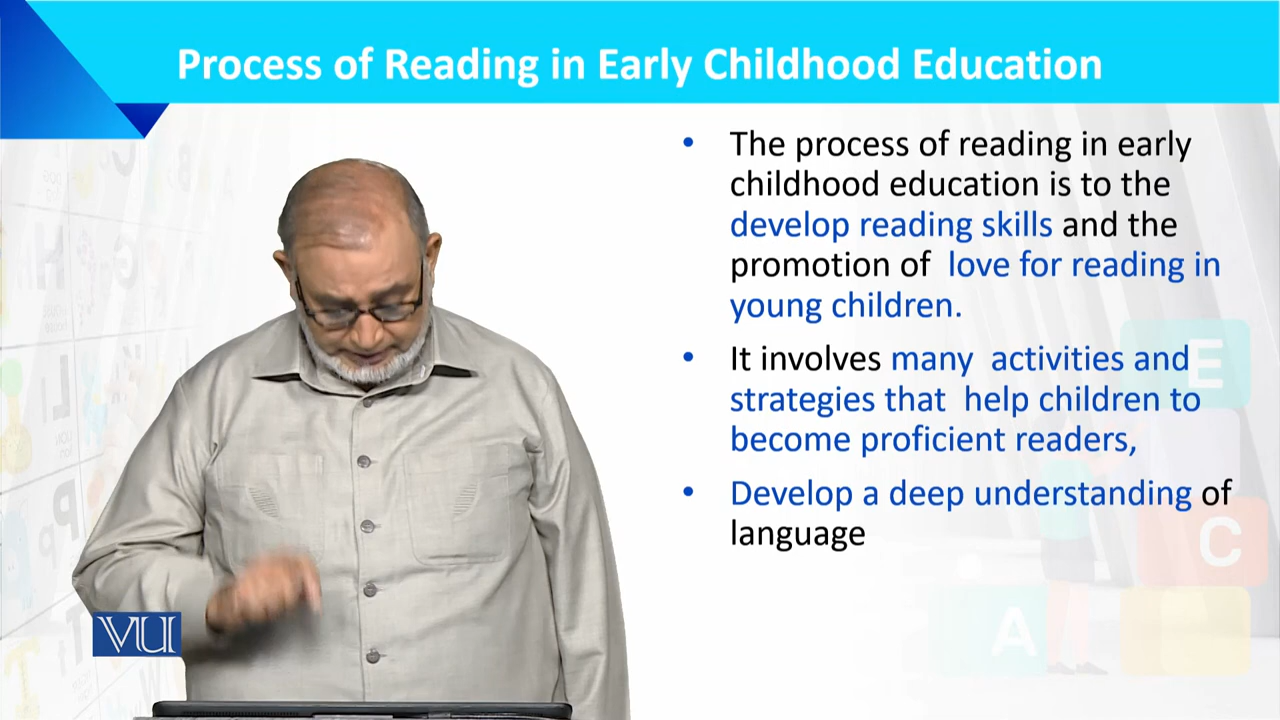 Process of Reading in Early Childhood Education
• The process of reading in early
childhood education is to the
develop reading skills and the
promotion of love for reading in
young children.
• It involves many activities and
strategies that help children to
become proficient readers,
• Develop a deep understanding of
language
E
C
A
VU